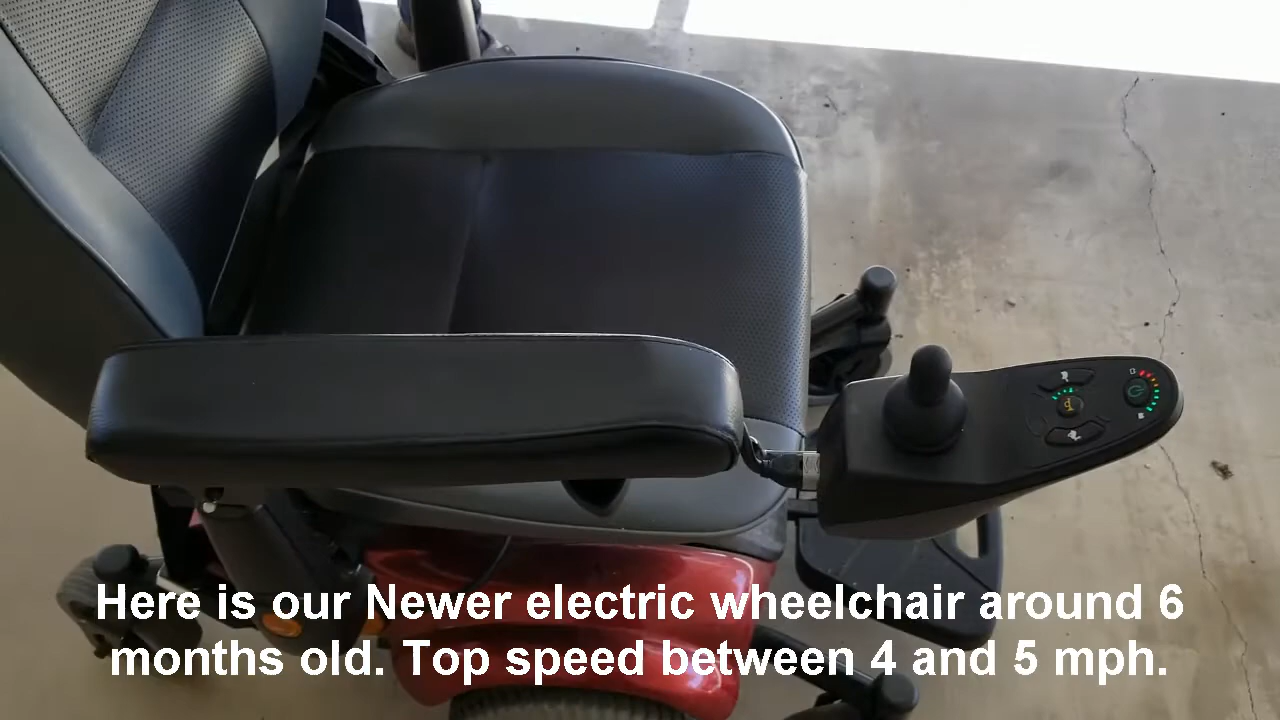 Here is our Newer electric wheelchair around 6
months old. Top speed between 4 and 5 mph.